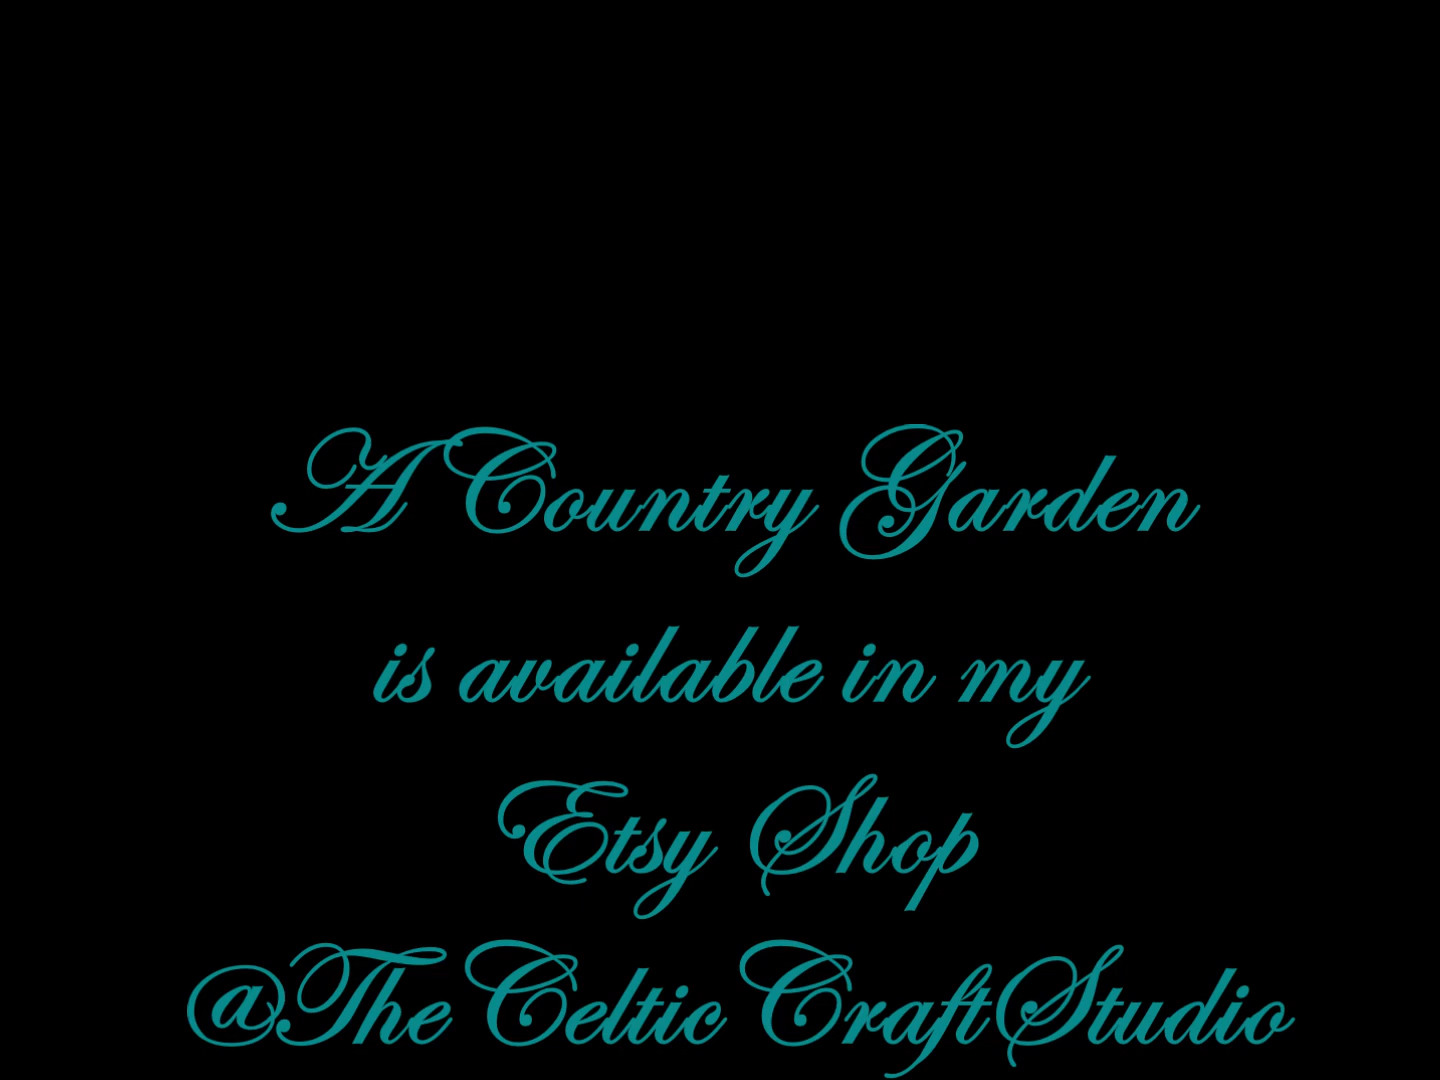 A Country Garden
is available in my
Etsy Shop
@TheCelticCraftStudio